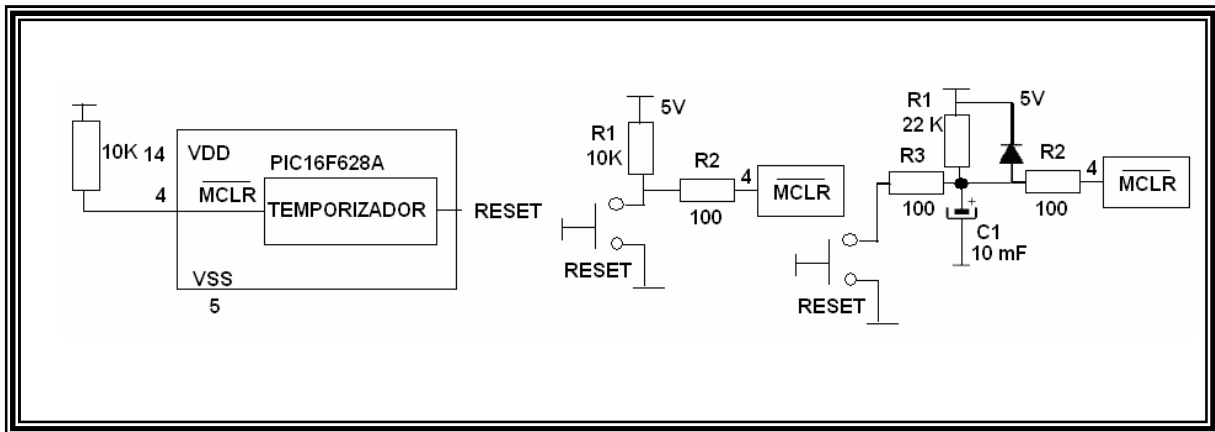 10K
14
VDD
PIC16F628A
4
MCLR
TEMPORIZADOR
RESET
VSS
5
5V
R1
10K
R2
4
MCLR
100
RESET
R1
22 K
5V
R3
R2
4
MCLR
100
100
C1
+
10 mF
RESET